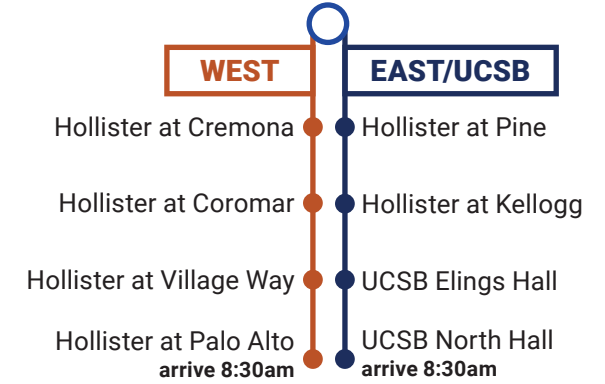 WEST
EAST/UCSB
Hollister at Cremona
Hollister at Pine
Hollister at Coromar
Hollister at Kellogg
Hollister at Village Way
UCSB Elings Hall
Hollister at Palo Alto
arrive 8:30am
UCSB North Hall
arrive 8:30am